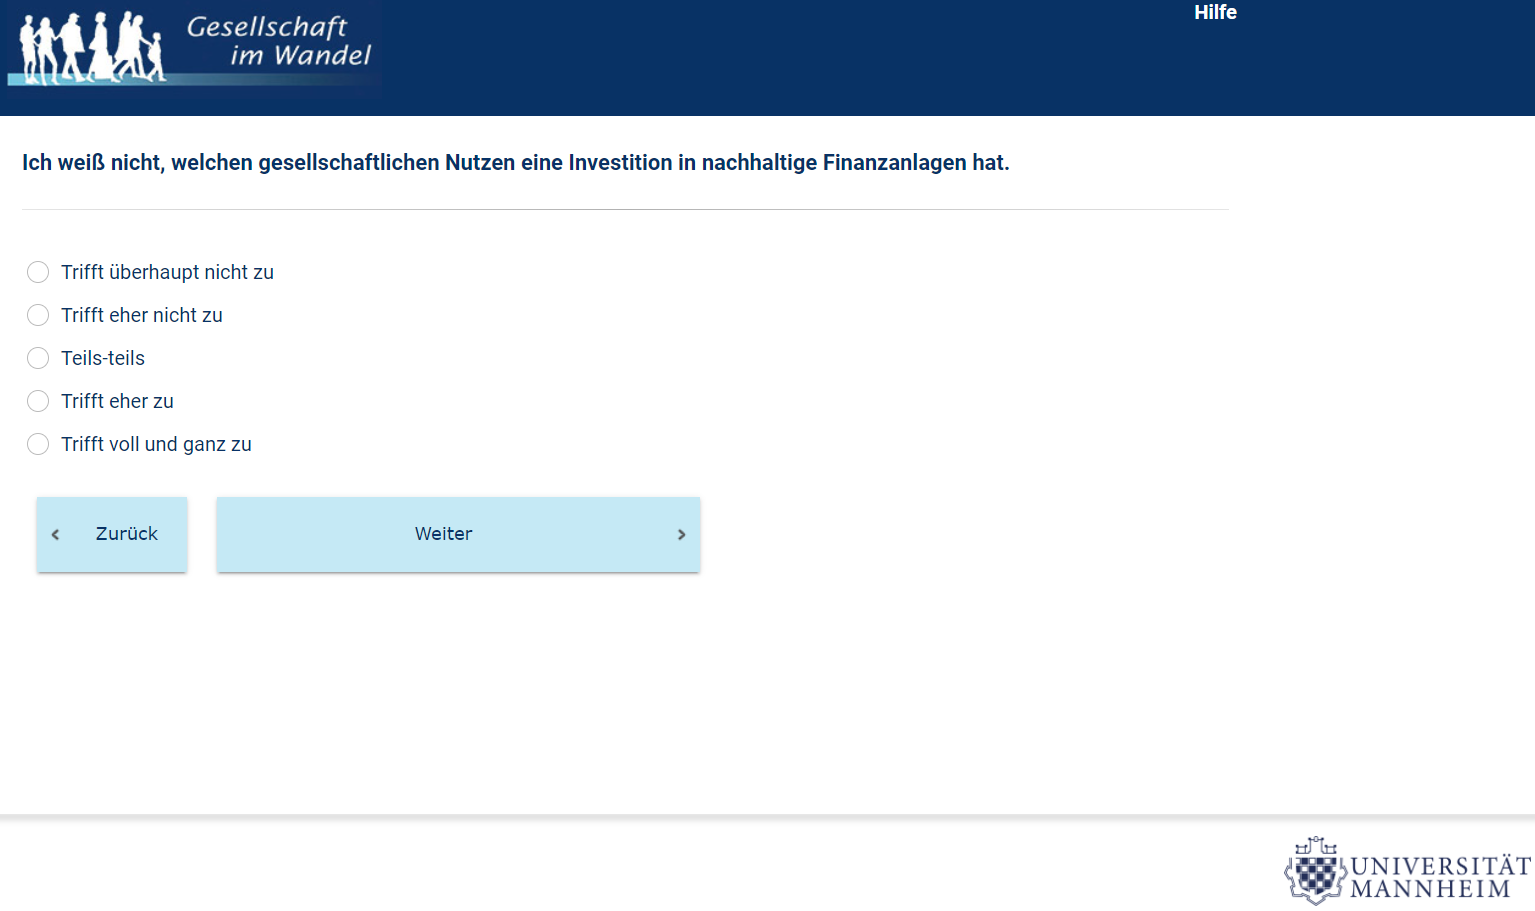 Gesellschaft
im Wandel
Hilfe
Ich weiß nicht, welchen gesellschaftlichen Nutzen eine Investition in nachhaltige Finanzanlagen hat.
Trifft überhaupt nicht zu
Trifft eher nicht zu
Teils-teils
Trifft eher zu
Trifft voll und ganz zu
Zurück
Weiter
UNIVERSITÄT
MANNHEIM